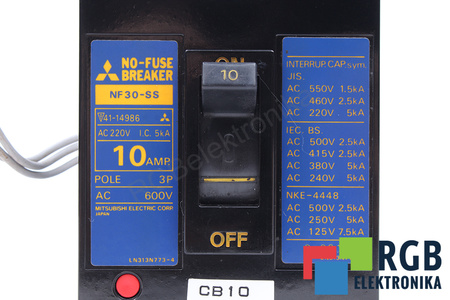 NO-FUSE
BREAKER
NF30-SS
41-14986
AC 220V I.C. 5kA
10 AMP.
POLE 3P
AC 600V
MITSUBISHI ELECTRIC CORP.
JAPAN
LN313N773-4
ON
10
OFF
CB10
INTERRUP. CAP. sym.
JIS.
AC 550V 1.5kA
AC 460V 2.5kA
AC 220V 5kA
IEC. BS
AC 500V 2.5kA
AC 415V 2.5kA
AC 380V 5kA
AC 240V 5kA
NKE-4448
AC 500V 2.5kA
AC 250V 5kA
AC 125V 7.5kA
RGB
ELEKTRONIKA